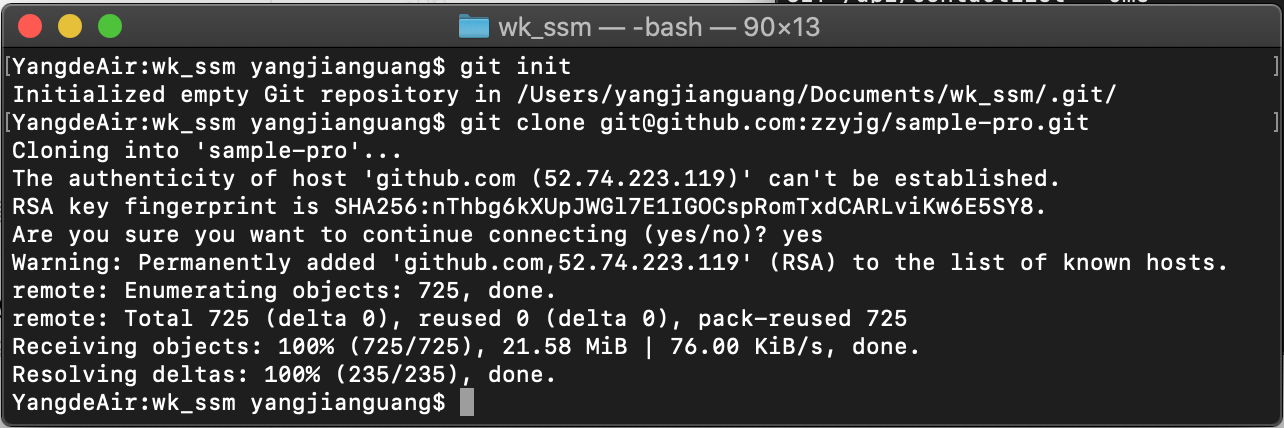 wk_ssm — -bash — 90×13
[YangdeAir:wk_ssm yangjianguang$ git init ]
Initialized empty Git repository in /Users/yangjianguang/Documents/wk_ssm/.git/
[YangdeAir:wk_ssm yangjianguang$ git clone git@github.com:zzyjg/sample-pro.git ]
Cloning into 'sample-pro'...
The authenticity of host 'github.com (52.74.223.119)' can't be established.
RSA key fingerprint is SHA256:nThbg6kXUpJWGl7E1IGOCspRomTxdCARLviKw6E5SY8.
Are you sure you want to continue connecting (yes/no)? yes
Warning: Permanently added 'github.com,52.74.223.119' (RSA) to the list of known hosts.
remote: Enumerating objects: 725, done.
remote: Total 725 (delta 0), reused 0 (delta 0), pack-reused 725
Receiving objects: 100% (725/725), 21.58 MiB | 76.00 KiB/s, done.
Resolving deltas: 100% (235/235), done.
YangdeAir:wk_ssm yangjianguang$